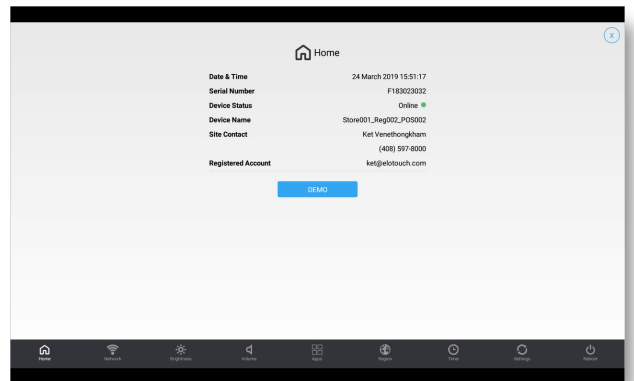 X
Home
Date & Time 24 March 2019 15:51:17
Serial Number F183023032
Device Status Online
Device Name Store001_Reg002_POS002
Site Contact Ket Venethongkham
(408) 597-8000
Registered Account ket@elotouch.com
DEMO
Home Network Brightness Volume Apps Region Timer Settings Reboot